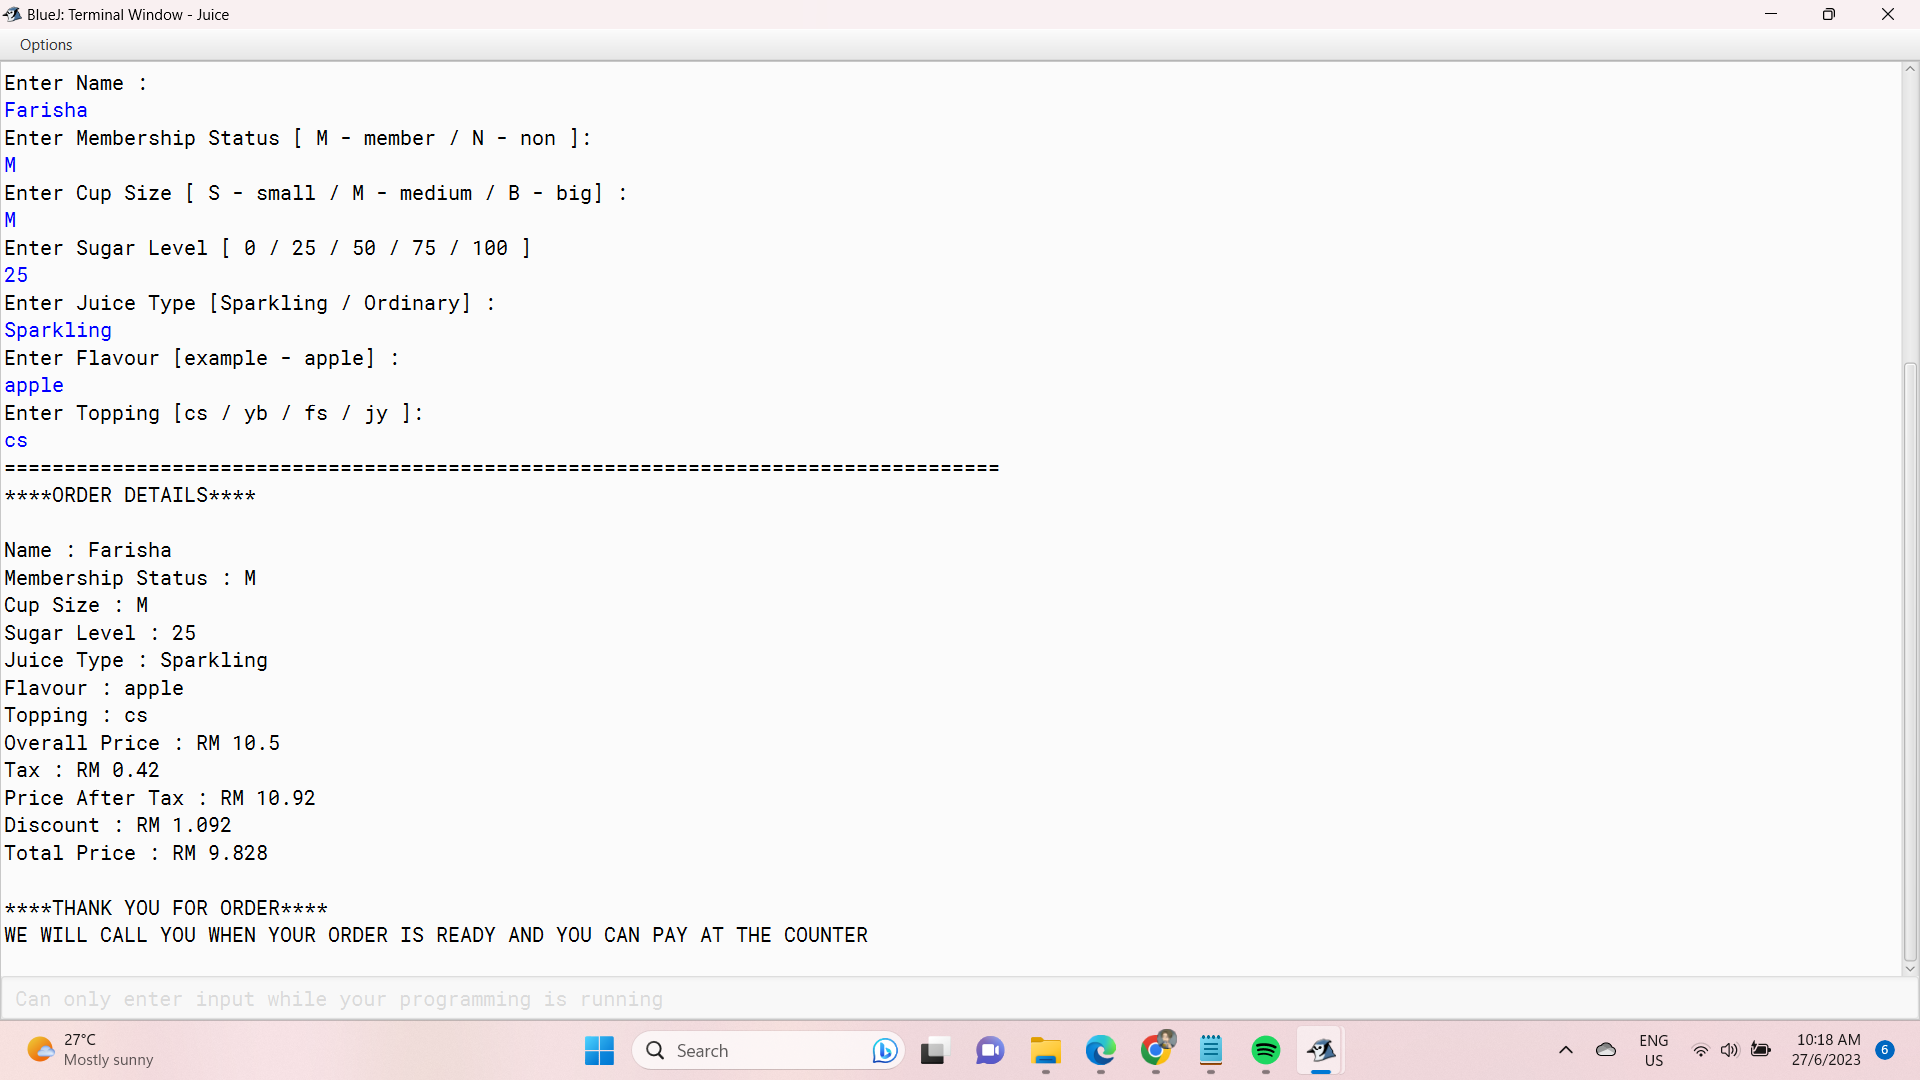 BlueJ: Terminal Window - Juice
Options
Enter Name :
Farisha
Enter Membership Status [ M - member / N - non ]:
M
Enter Cup Size [ S - small / M - medium / B - big] :
M
Enter Sugar Level [ 0 / 25 / 50 / 75 / 100 ]
25
Enter Juice Type [Sparkling / Ordinary] :
Sparkling
Enter Flavour [example - apple] :
apple
Enter Topping [cs / yb / fs / jy ]:
cs
===================================================================================
****ORDER DETAILS****
Name : Farisha
Membership Status : M
Cup Size : M
Sugar Level : 25
Juice Type : Sparkling
Flavour : apple
Topping : cs
Overall Price : RM 10.5
Tax : RM 0.42
Price After Tax : RM 10.92
Discount : RM 1.092
Total Price : RM 9.828
****THANK YOU FOR ORDER****
WE WILL CALL YOU WHEN YOUR ORDER IS READY AND YOU CAN PAY AT THE COUNTER
Can only enter input while your programming is running
27°C
Mostly sunny
Search
ENG
US
10:18 AM
27/6/2023
6